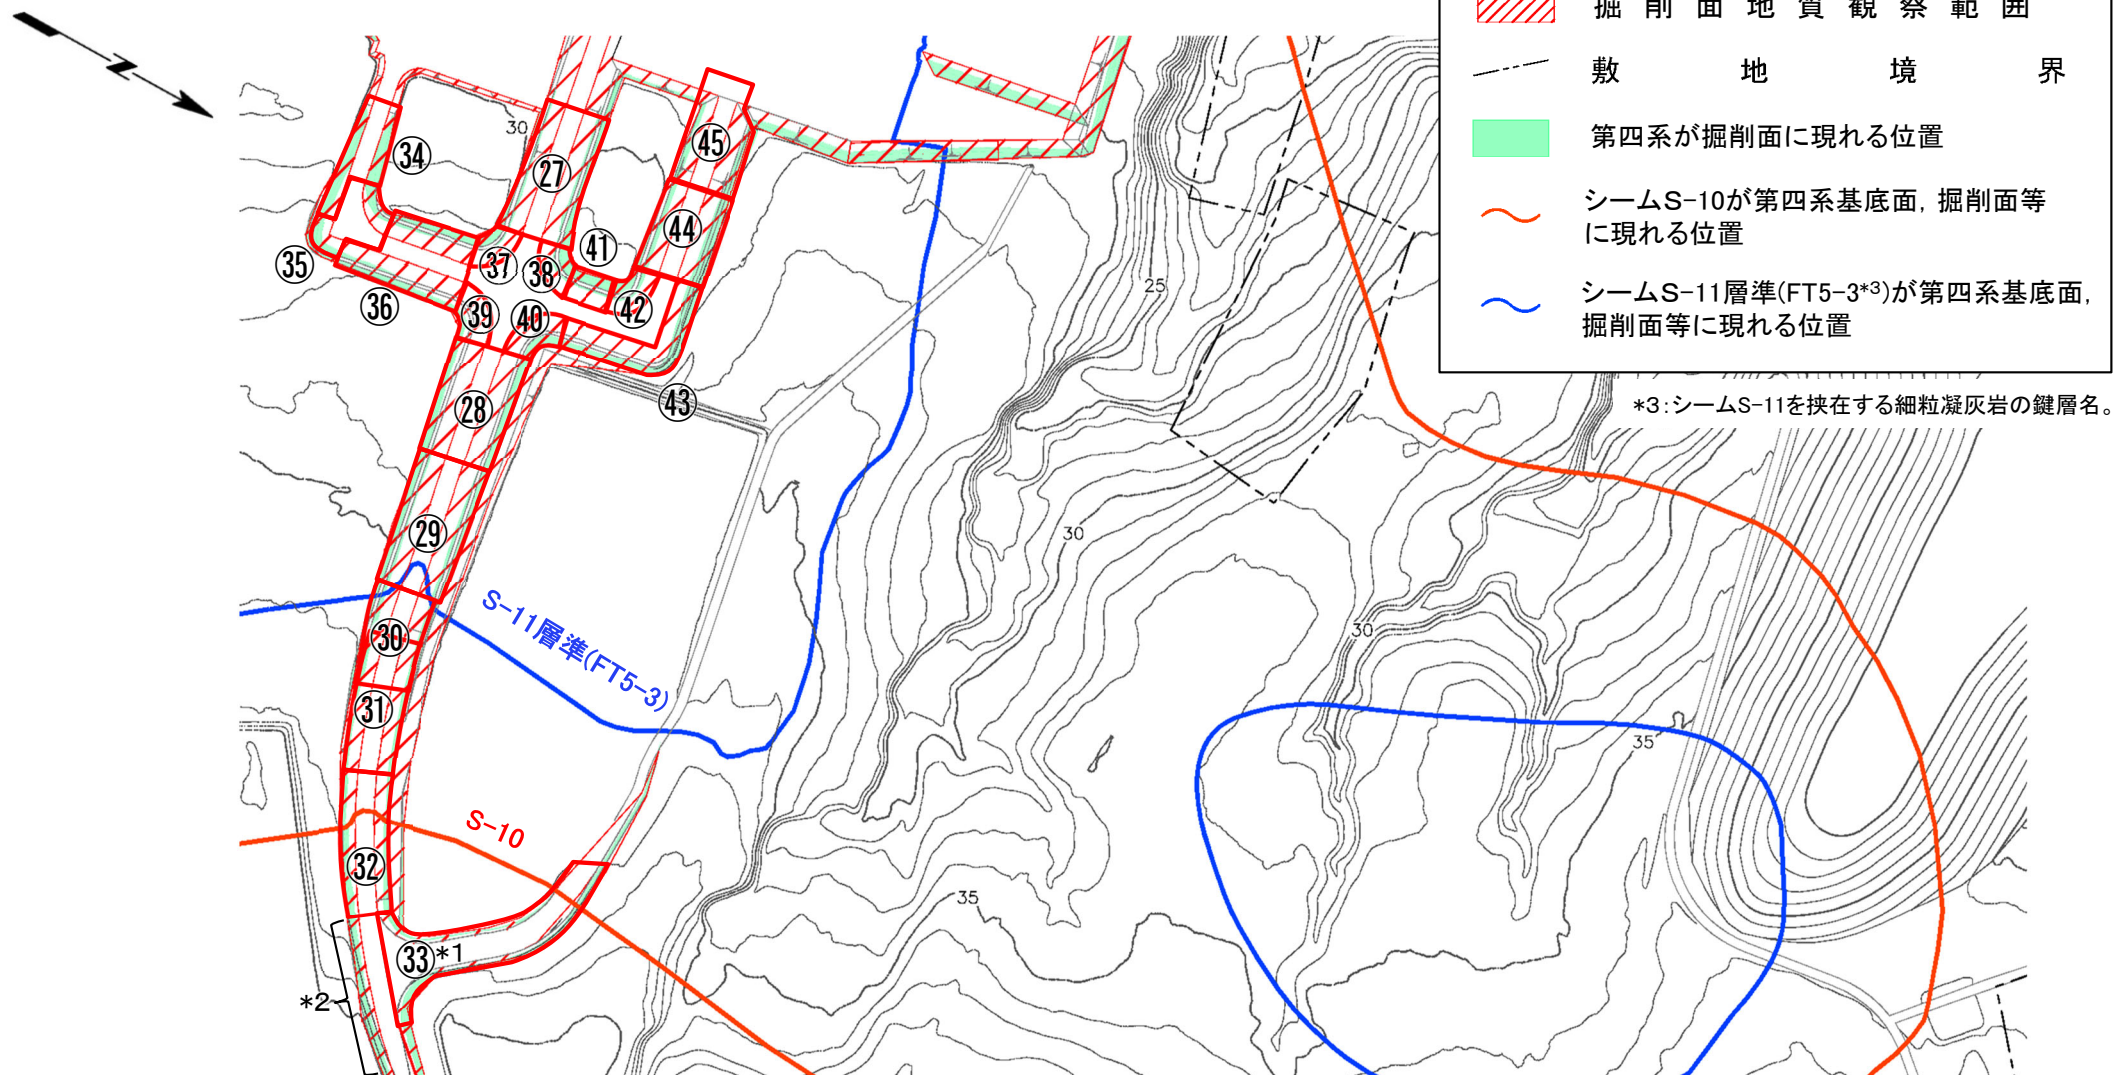 掘削面地質観察範囲
敷地境界
第四系が掘削面に現れる位置
シームS-10が第四系基底面,掘削面等
に現れる位置
シームS-11層準(FT5-3*3)が第四系基底面,
掘削面等に現れる位置
*3:シームS-11を挟在する細粒凝灰岩の鍵層名。
N
30
㉞
㉗
㊺
㊹
㊶
㉟
㊲
㊳
㊱
㊴
㊵
㊷
25
㉘
㊸
㉙
30
S-11層準(FT5-3)
㉚
30
㉛
35
S-10
㉜
35
㉝*1
*2